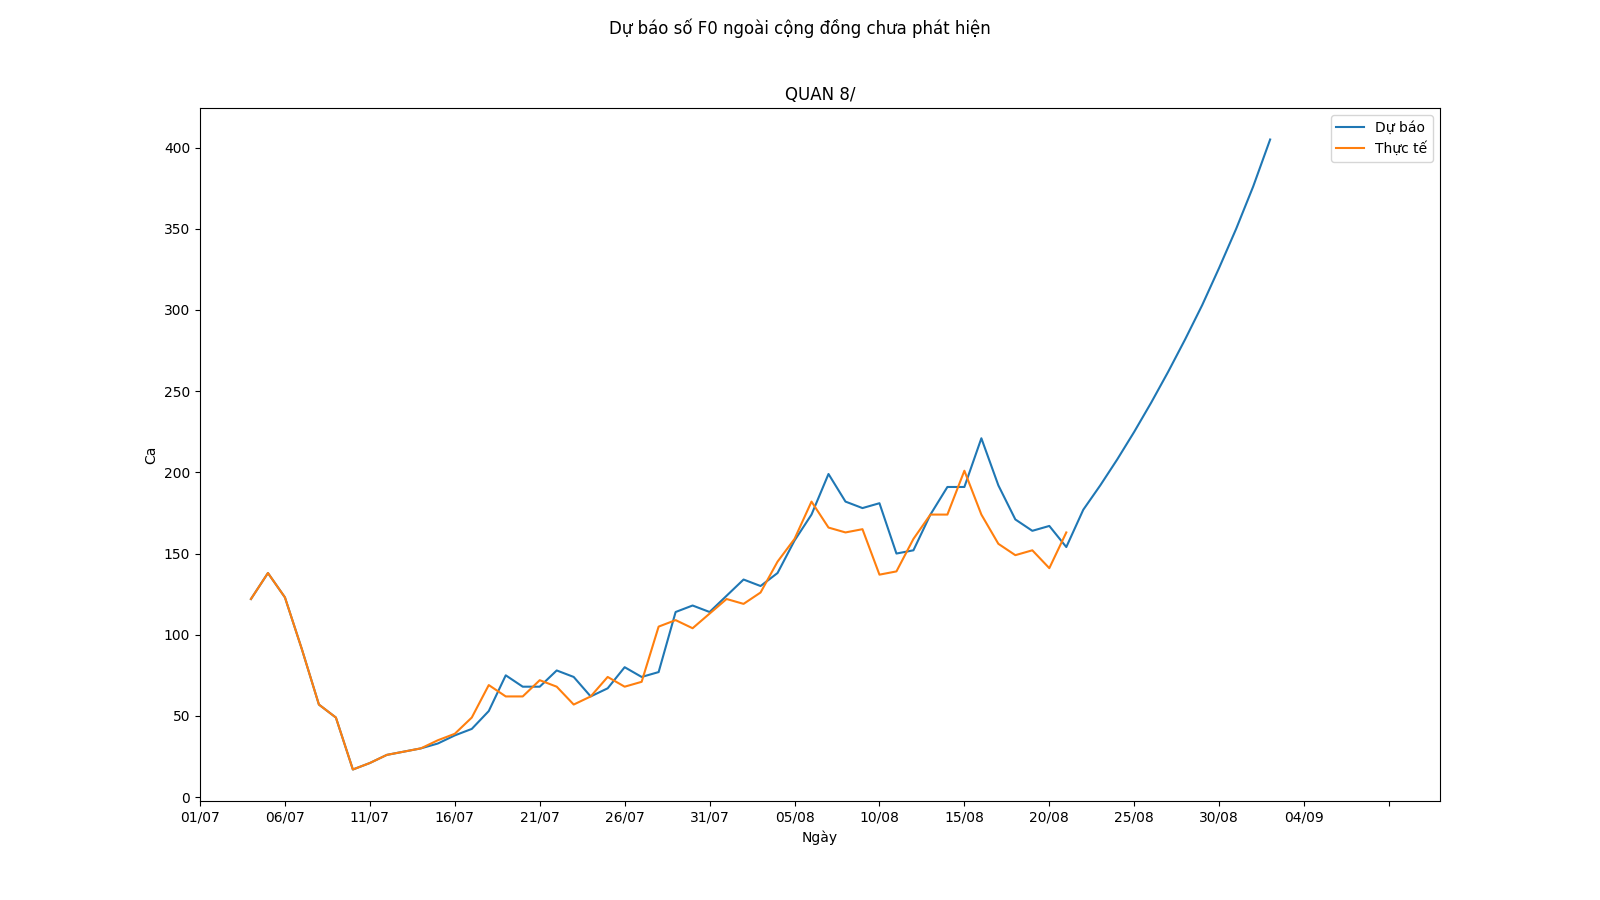 Dự báo số F0 ngoài cộng đồng chưa phát hiện
QUAN 8/
Dự báo
Thực tế
400
350
300
250
200
150
100
50
0
Ca
01/07 06/07 11/07 16/07 21/07 26/07 31/07 05/08 10/08 15/08 20/08 25/08 30/08 04/09
Ngày